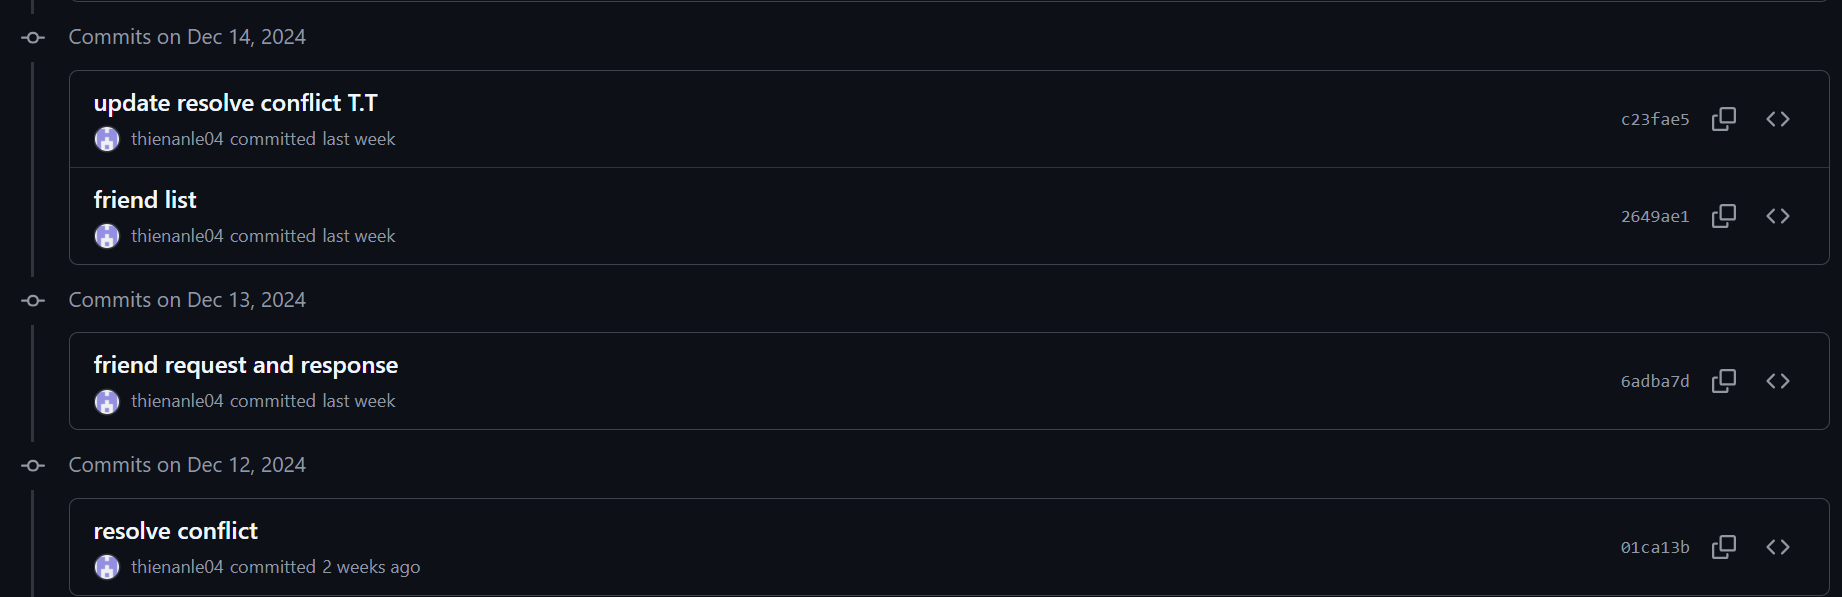 Commits on Dec 14, 2024
update resolve conflict T.T
thienanle04 committed last week
c23fae5
friend list
thienanle04 committed last week
2649ae1
Commits on Dec 13, 2024
friend request and response
thienanle04 committed last week
6adba7d
Commits on Dec 12, 2024
resolve conflict
thienanle04 committed 2 weeks ago
01ca13b